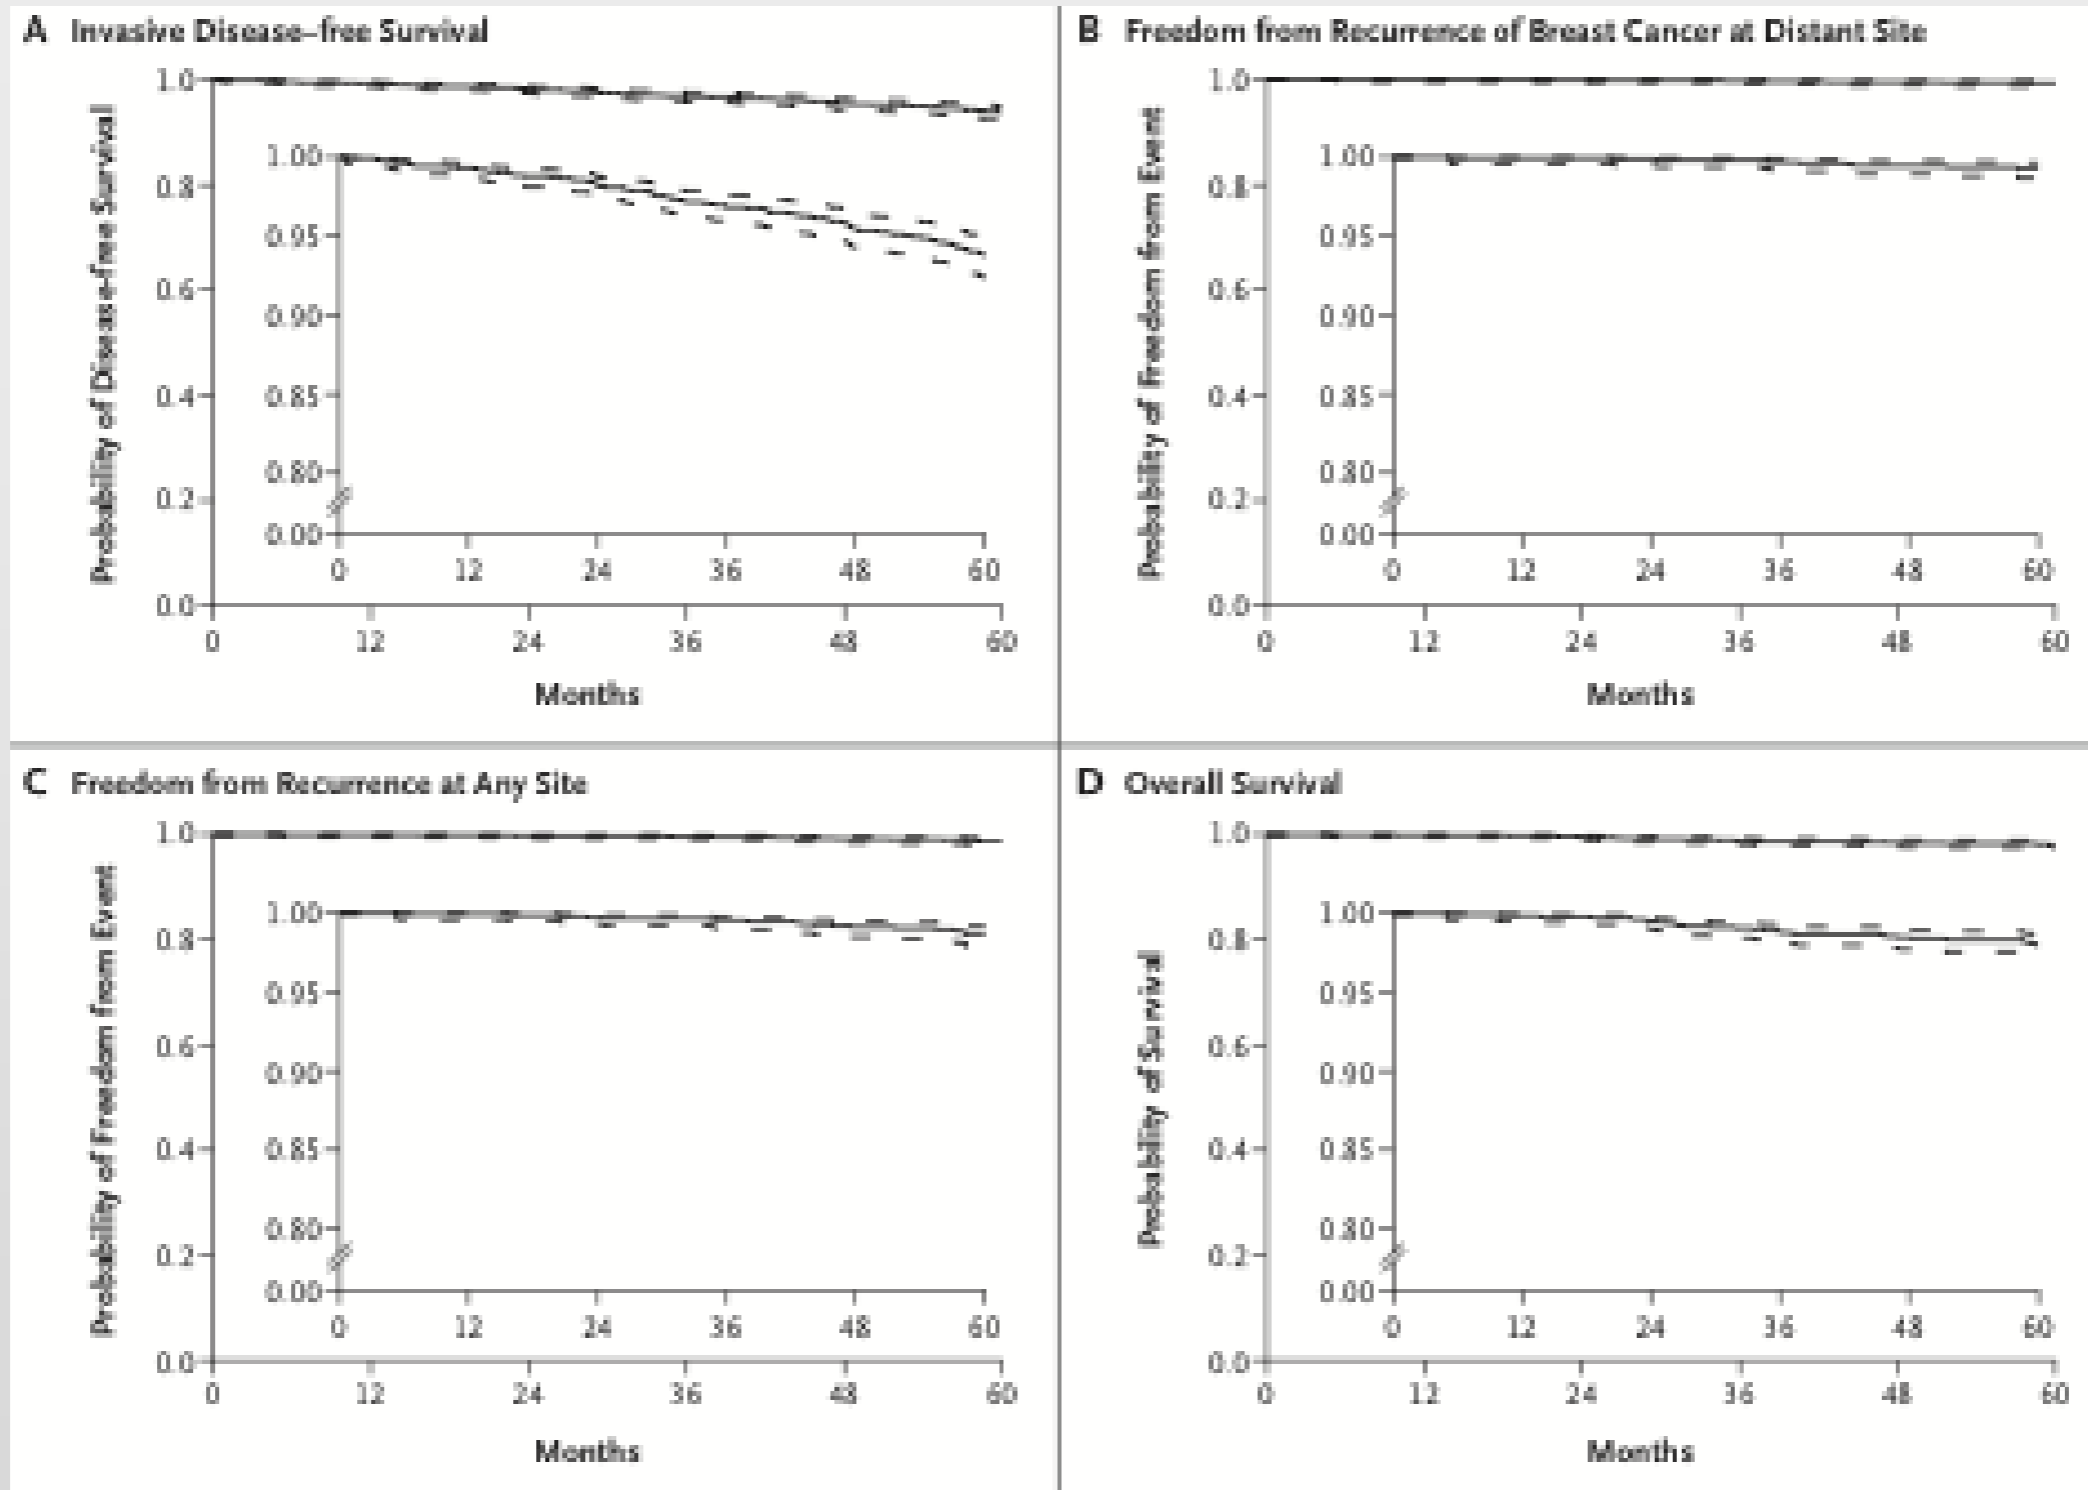 A Invasive Disease–free Survival
Probability of Disease-free Survival
1.0
0.8
0.6
0.4
0.2
0.0
1.00
0.95
0.90
0.85
0.80
0.00
0 12 24 36 48 60
0 12 24 36 48 60
Months
B Freedom from Recurrence of Breast Cancer at Distant Site
Probability of Freedom from Event
1.0
0.8
0.6
0.4
0.2
0.0
1.00
0.95
0.90
0.85
0.80
0.00
0 12 24 36 48 60
0 12 24 36 48 60
Months
C Freedom from Recurrence at Any Site
Probability of Freedom from Event
1.0
0.8
0.6
0.4
0.2
0.0
1.00
0.95
0.90
0.85
0.80
0.00
0 12 24 36 48 60
0 12 24 36 48 60
Months
D Overall Survival
Probability of Survival
1.0
0.8
0.6
0.4
0.2
0.0
1.00
0.95
0.90
0.85
0.80
0.00
0 12 24 36 48 60
0 12 24 36 48 60
Months